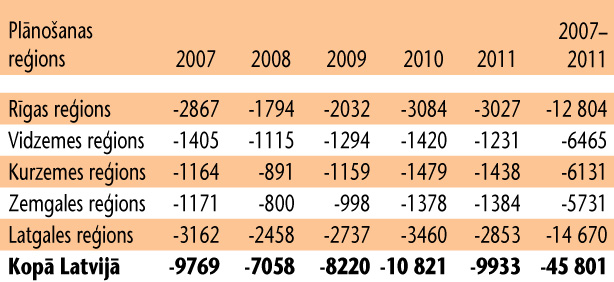 Plānošanas 2007–
reģions 2007 2008 2009 2010 2011 2011
Rīgas reģions -2867 -1794 -2032 -3084 -3027 -12 804
Vidzemes reģions -1405 -1115 -1294 -1420 -1231 -6465
Kurzemes reģions -1164 -891 -1159 -1479 -1438 -6131
Zemgales reģions -1171 -800 -998 -1378 -1384 -5731
Latgales reģions -3162 -2458 -2737 -3460 -2853 -14 670
Kopā Latvijā -9769 -7058 -8220 -10 821 -9933 -45 801